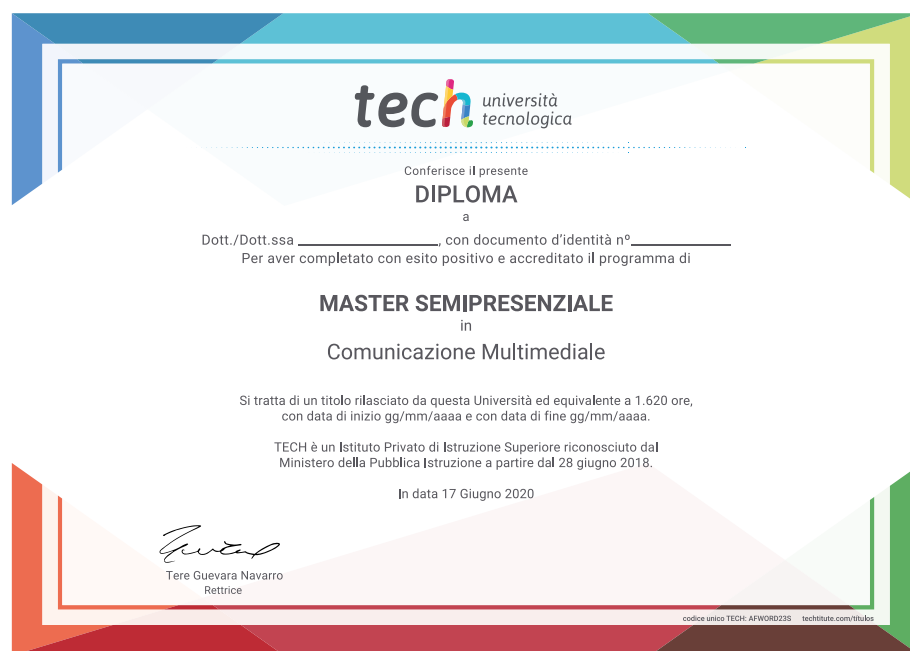 tech università
tecnologica
Conferisce il presente
DIPLOMA
a
Dott./Dott.ssa ________________, con documento d'identità nº____________
Per aver completato con esito positivo e accreditato il programma di
MASTER SEMIPRESENZIALE
in
Comunicazione Multimediale
Si tratta di un titolo rilasciato da questa Università ed equivalente a 1.620 ore,
con data di inizio gg/mm/aaaa e con data di fine gg/mm/aaaa.
TECH è un Istituto Privato di Istruzione Superiore riconosciuto dal
Ministero della Pubblica Istruzione a partire dal 28 giugno 2018.
In data 17 Giugno 2020
Tere Guevara Navarro
Rettrice
codice unico TECH: AFWORD23S techtitute.com/titulos